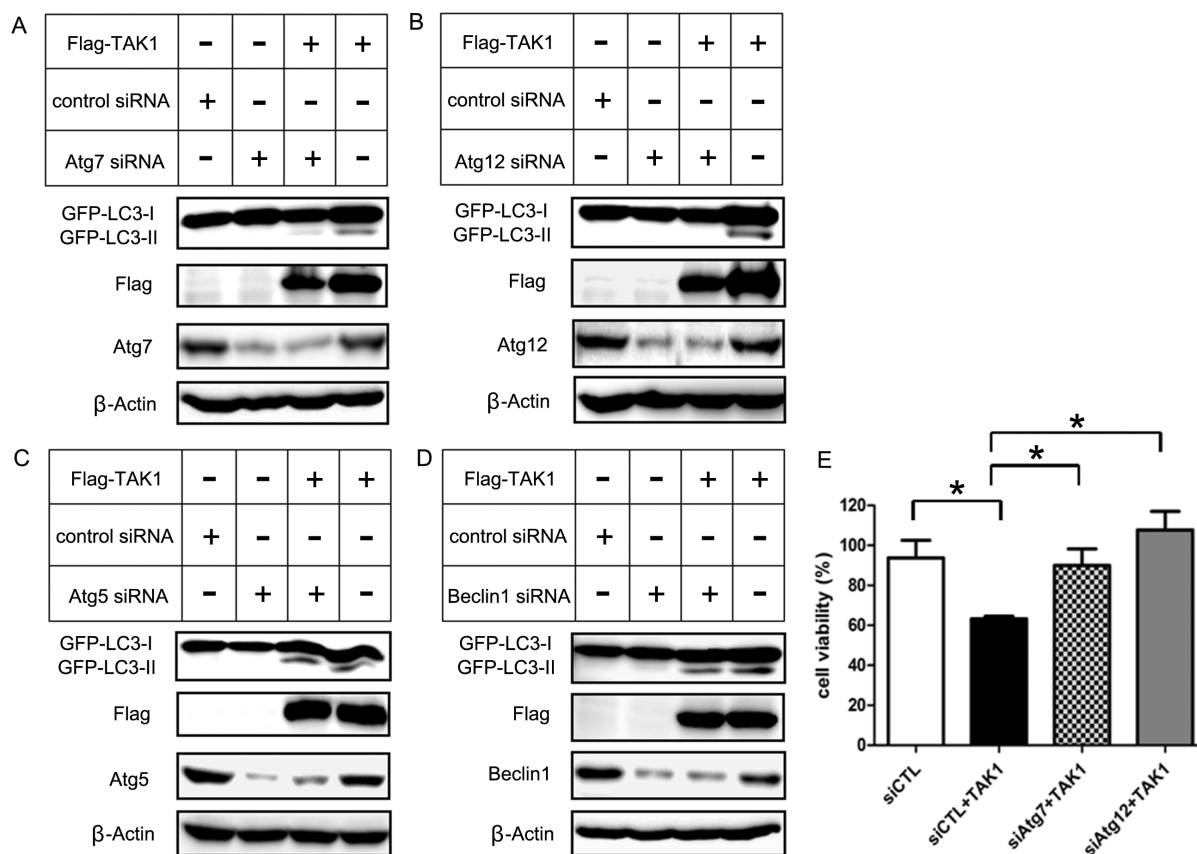 A
Flag-TAK1 - - + +
control siRNA + - - -
Atg7 siRNA - + + -
GFP-LC3-I
GFP-LC3-II
Flag
Atg7
β-Actin
B
Flag-TAK1 - - + +
control siRNA + - - -
Atg12 siRNA - + + -
GFP-LC3-I
GFP-LC3-II
Flag
Atg12
β-Actin
C
Flag-TAK1 - - + +
control siRNA + - - -
Atg5 siRNA - + + -
GFP-LC3-I
GFP-LC3-II
Flag
Atg5
β-Actin
D
Flag-TAK1 - - + +
control siRNA + - - -
Beclin1 siRNA - + + -
GFP-LC3-I
GFP-LC3-II
Flag
Beclin1
β-Actin
E
*
*
*
cell viability (%)
120
100
80
60
40
20
0
siCTL
siCTL+TAK1
siAtg7+TAK1
siAtg12+TAK1